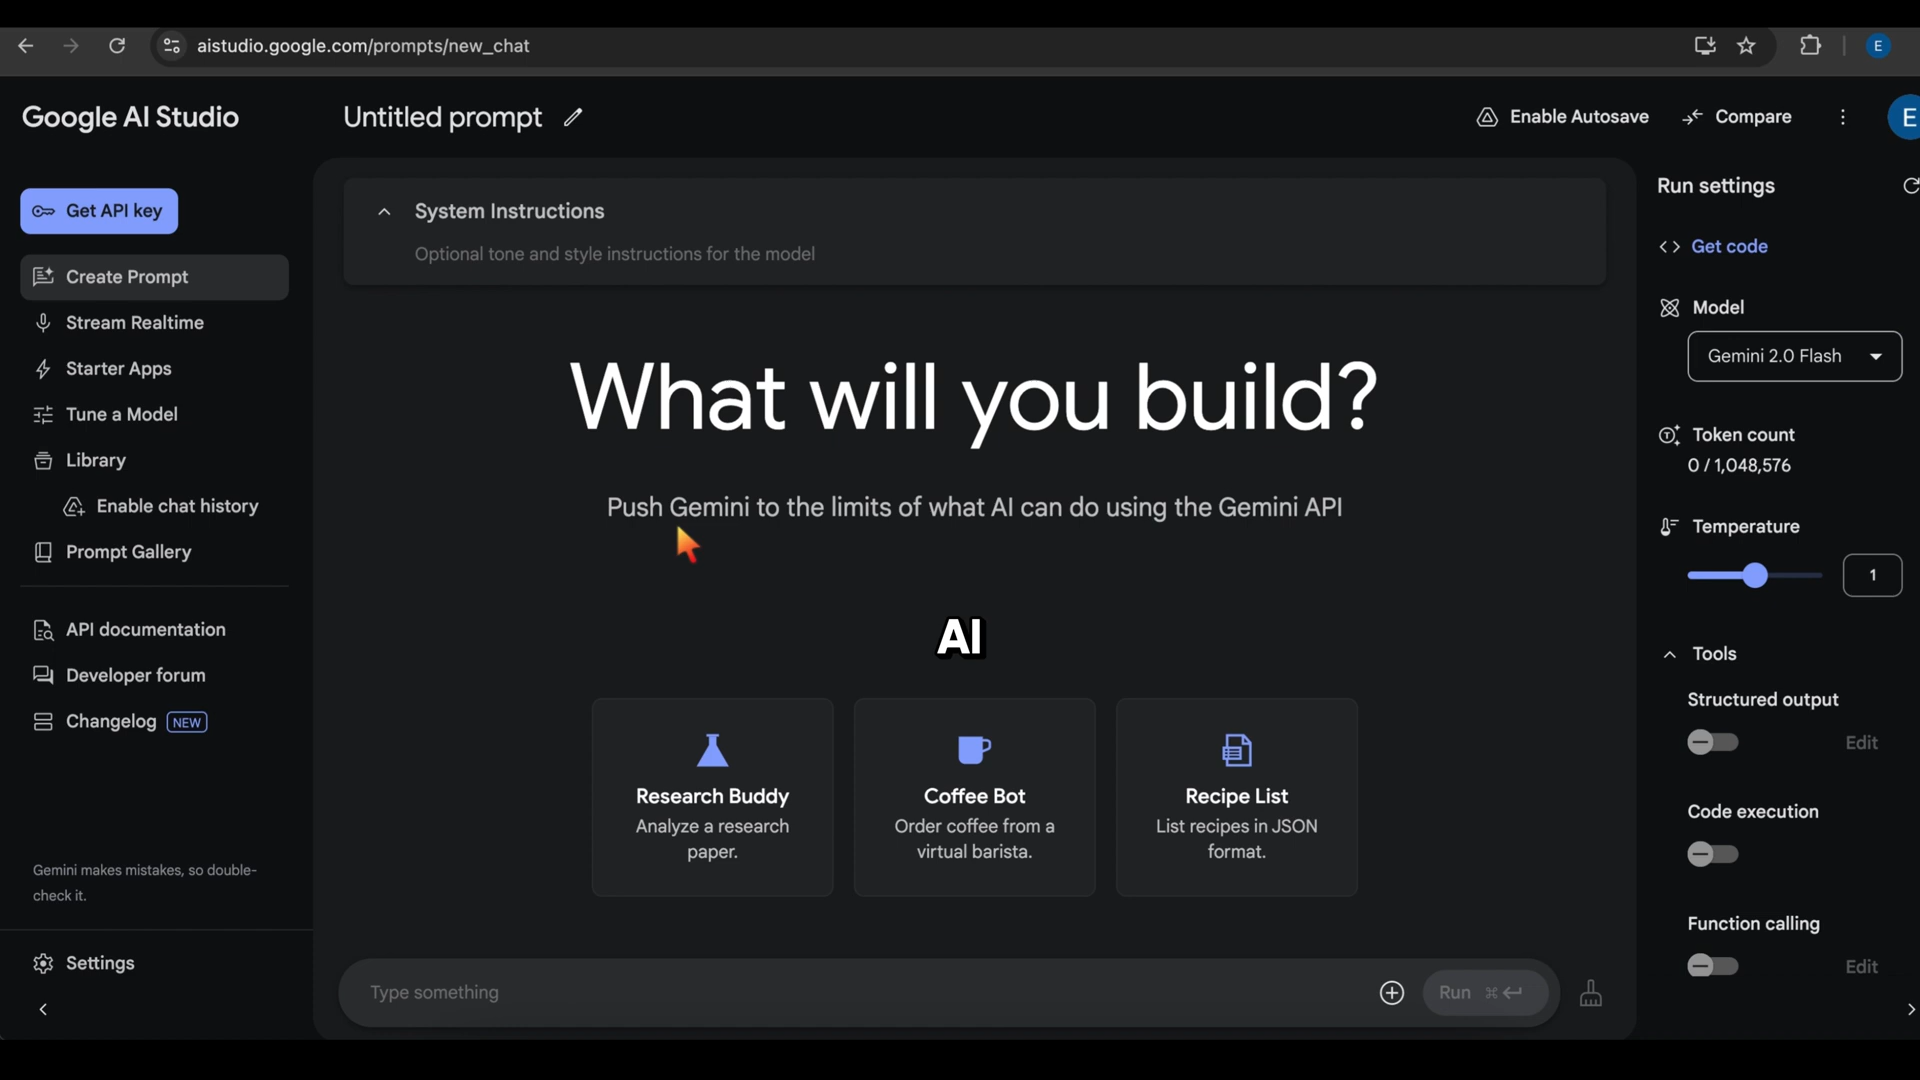 aistudio.google.com/prompts/new_chat
E
Google AI Studio
Untitled prompt
Enable Autosave
Compare
E
Get API key
Create Prompt
Stream Realtime
Starter Apps
Tune a Model
Library
Enable chat history
Prompt Gallery
API documentation
Developer forum
Changelog NEW
Gemini makes mistakes, so double-
check it.
Settings
System Instructions
Optional tone and style instructions for the model
What will you build?
Push Gemini to the limits of what AI can do using the Gemini API
AI
Research Buddy
Analyze a research
paper.
Coffee Bot
Order coffee from a
virtual barista.
Recipe List
List recipes in JSON
format.
Type something
Run ⌘↵
Run settings
<> Get code
Model
Gemini 2.0 Flash
Token count
0 / 1,048,576
Temperature
1
Tools
Structured output
Edit
Code execution
Function calling
Edit